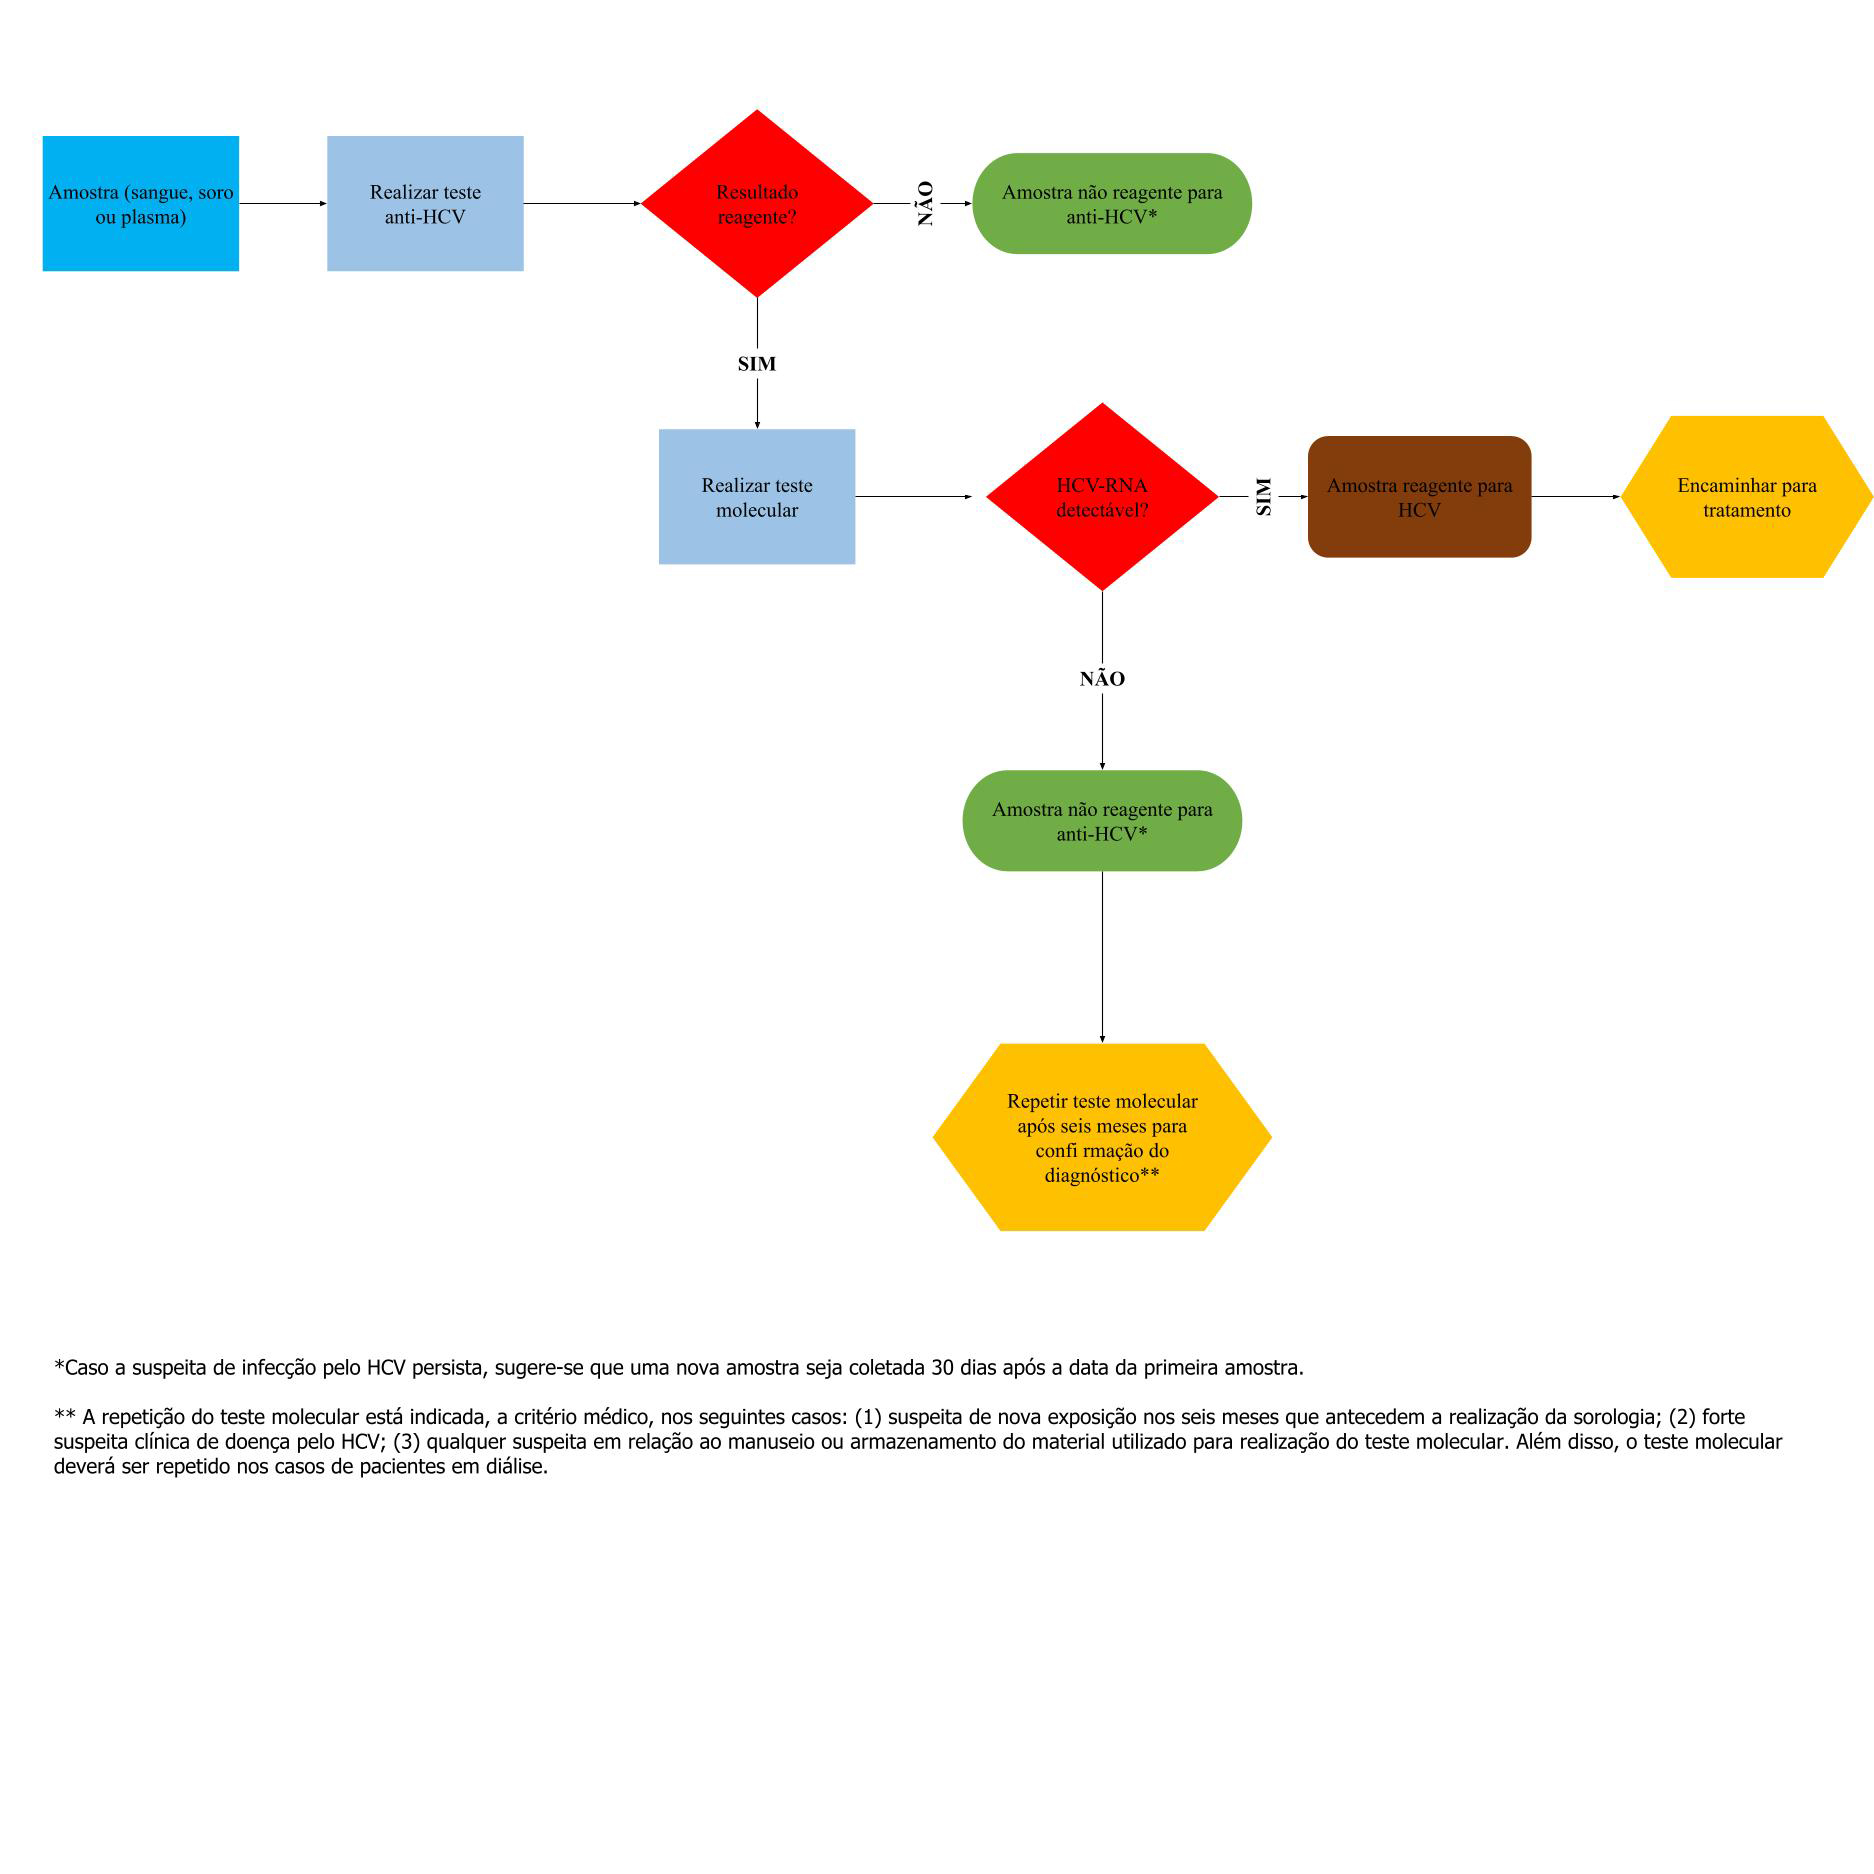 Amostra (sangue, soro
ou plasma)
Realizar teste
anti-HCV
Resultado
reagente?
NÃO
Amostra não reagente para
anti-HCV*
SIM
Realizar teste
molecular
HCV-RNA
detectável?
SIM
Amostra reagente para
HCV
Encaminhar para
tratamento
NÃO
Amostra não reagente para
anti-HCV*
Repetir teste molecular
após seis meses para
confi rmação do
diagnóstico**
*Caso a suspeita de infecção pelo HCV persista, sugere-se que uma nova amostra seja coletada 30 dias após a data da primeira amostra.
** A repetição do teste molecular está indicada, a critério médico, nos seguintes casos: (1) suspeita de nova exposição nos seis meses que antecedem a realização da sorologia; (2) forte
suspeita clínica de doença pelo HCV; (3) qualquer suspeita em relação ao manuseio ou armazenamento do material utilizado para realização do teste molecular. Além disso, o teste molecular
deverá ser repetido nos casos de pacientes em diálise.